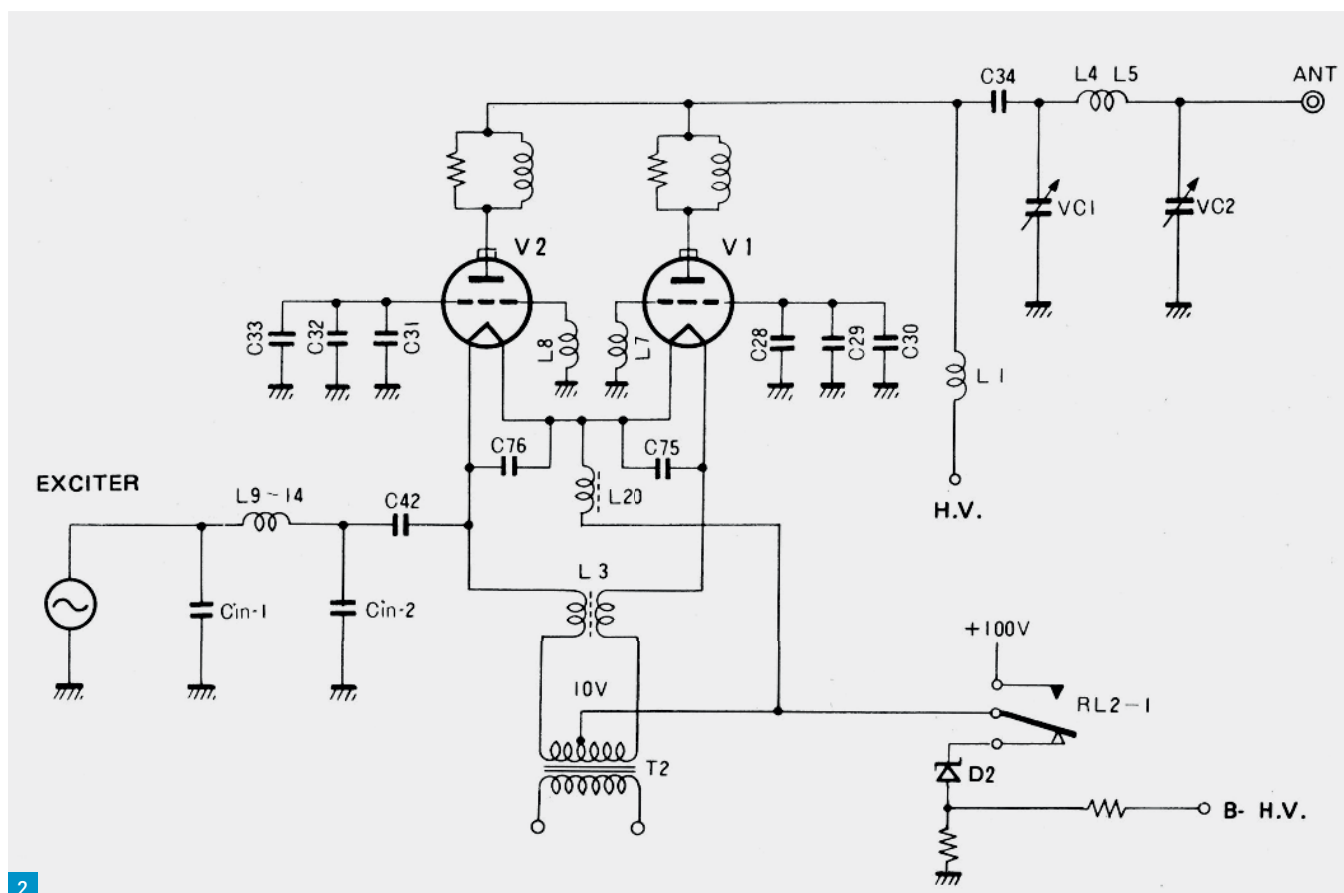 C34
L4 L5
ANT
VC1
VC2
V2
V1
C33
C32
C31
L8
L7
C28
C29
C30
L1
C76
C75
L20
H.V.
EXCITER
L9~14
C42
Cin-1
Cin-2
L3
10V
T2
+100V
RL2-1
D2
B- H.V.
2